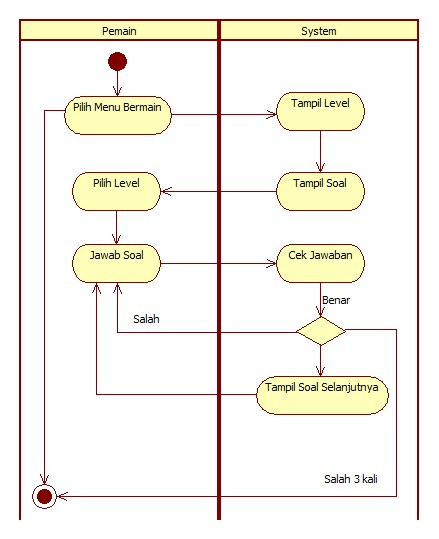 Pemain
System
Pilih Menu Bermain
Tampil Level
Pilih Level
Tampil Soal
Jawab Soal
Cek Jawaban
Benar
Salah
Tampil Soal Selanjutnya
Salah 3 kali